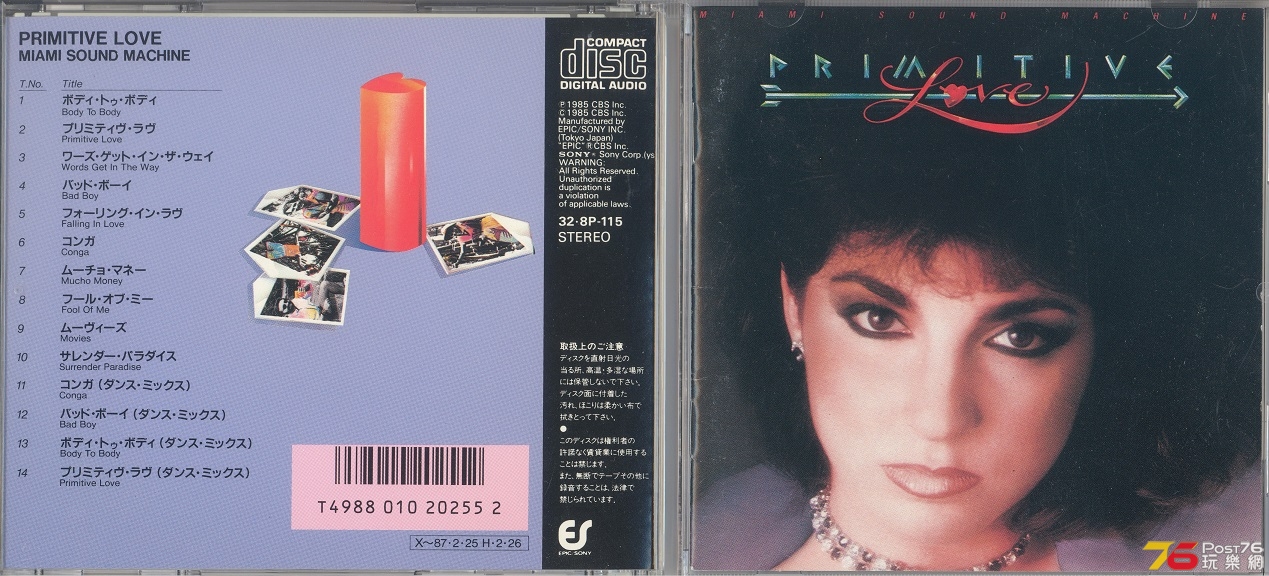 PRIMITIVE LOVE
MIAMI SOUND MACHINE
T.No. Title
1 ボディ・トゥ・ボディ
Body To Body
2 プリミティヴ・ラヴ
Primitive Love
3 ワーズ・ゲット・イン・ザ・ウェイ
Words Get In The Way
4 バッド・ボーイ
Bad Boy
5 フォーリング・イン・ラヴ
Falling In Love
6 コンガ
Conga
7 ムーチョ・マネー
Mucho Money
8 フール・オブ・ミー
Fool Of Me
9 ムーヴィーズ
Movies
10 サレンダー・パラダイス
Surrender Paradise
11 コンガ (ダンス・ミックス)
Conga
12 バッド・ボーイ (ダンス・ミックス)
Bad Boy
13 ボディ・トゥ・ボディ (ダンス・ミックス)
Body To Body
14 プリミティヴ・ラヴ (ダンス・ミックス)
Primitive Love
T4988 010 20255 2
X〜87・2・25 H・2・26
COMPACT
disc
DIGITAL AUDIO
℗ 1985 CBS Inc.
© 1985 CBS Inc.
Manufactured by
EPIC/SONY INC.
(Tokyo Japan)
"EPIC" ® CBS Inc.
SONY ® Sony Corp.(ys
WARNING:
All Rights Reserved.
Unauthorized
duplication is
a violation
of applicable laws.
32・8P-115
STEREO
取扱上のご注意
ディスクを直射日光の
当る所、高温・多湿な場所
には保管しないで下さい。
ディスク面に付着した
汚れ、ほこりは柔かい布で
拭きとって下さい。
●
このディスクは権利者の
許諾なく賃貸業に使用する
ことは禁じます。
また、無断でテープその他に
録音することは、法律で
禁じられています。
ES
EPIC/SONY
MIAMI SOUND MACHINE
PRIMITIVE
Love
76 POST76
玩樂網